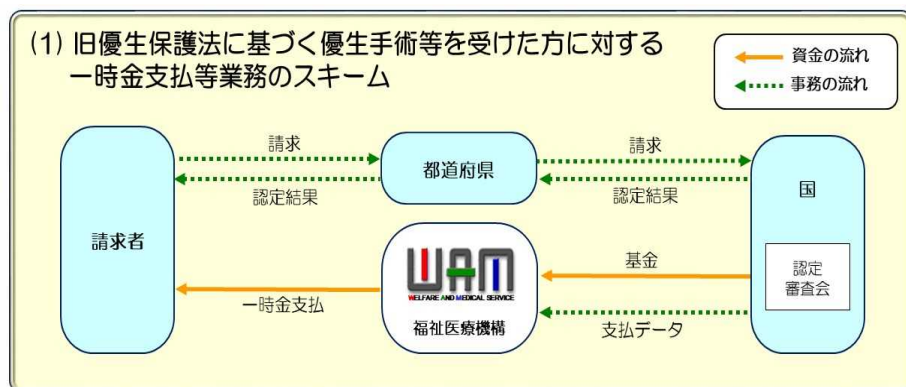 (1) 旧優生保護法に基づく優生手術等を受けた方に対する
一時金支払等業務のスキーム
資金の流れ
事務の流れ
請求者
請求
認定結果
都道府県
請求
認定結果
国
認定
審査会
一時金支払
WAM
WELFARE AND MEDICAL SERVICE
福祉医療機構
基金
支払データ